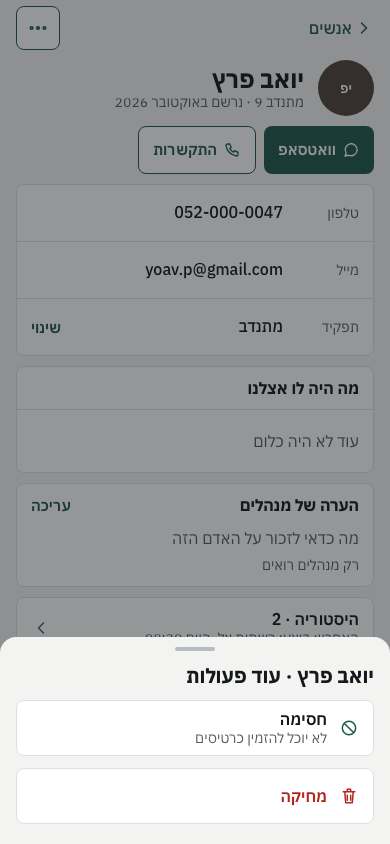 אנשים
יואב פרץ
מתנדב 9 · נרשם באוקטובר 2026
יפ
וואטסאפ
התקשרות
טלפון 052-000-0047
מייל yoav.p@gmail.com
תפקיד מתנדב שינוי
מה היה לו אצלנו
עוד לא היה כלום
הערה של מנהלים עריכה
מה כדאי לזכור על האדם הזה
רק מנהלים רואים
היסטוריה · 2
יואב פרץ · עוד פעולות
חסימה
לא יוכל להזמין כרטיסים
מחיקה